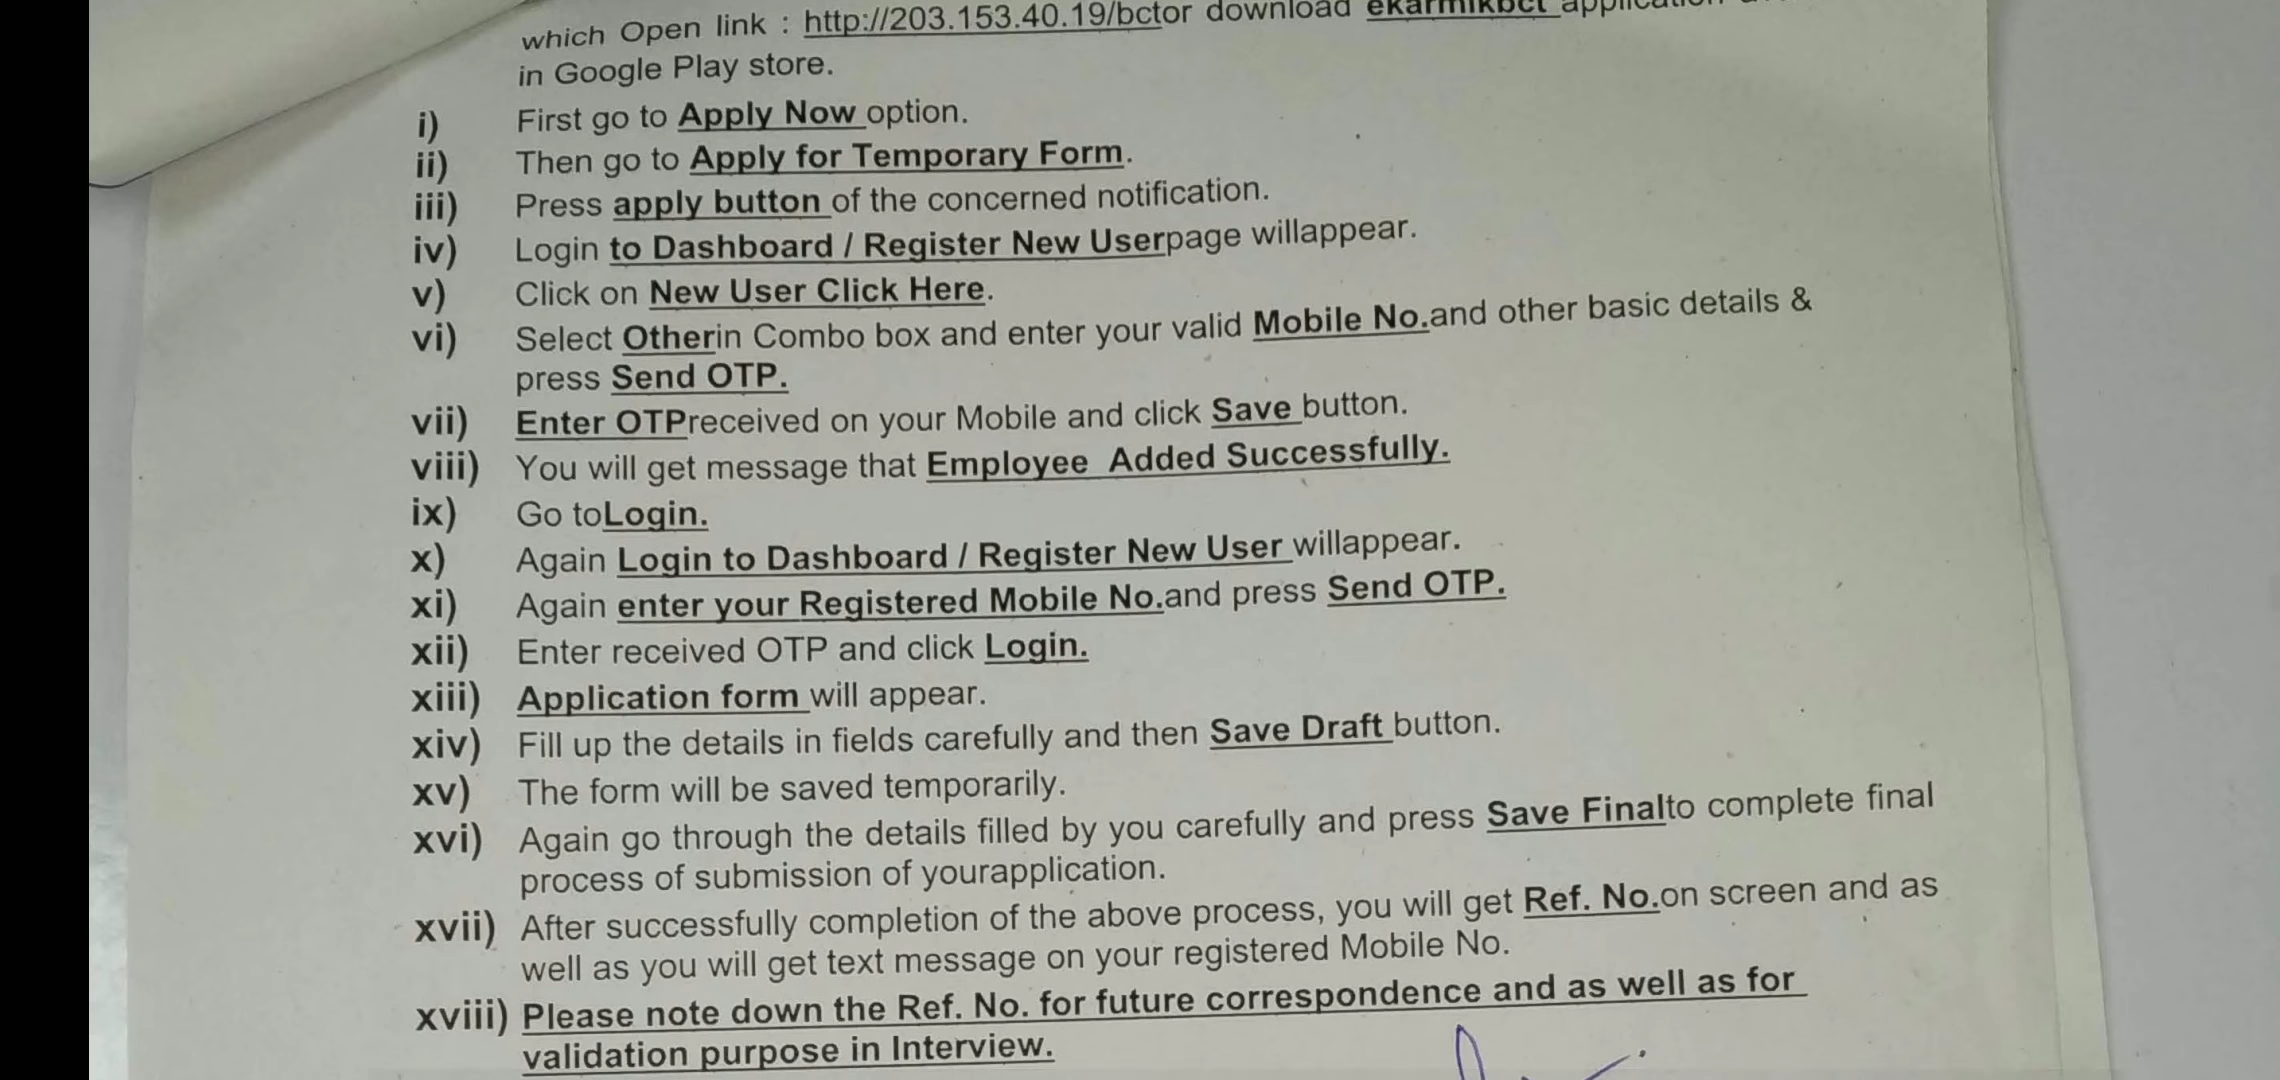 which Open link : http://203.153.40.19/bctor download ekarmikbct application
in Google Play store.
i) First go to Apply Now option.
ii) Then go to Apply for Temporary Form.
iii) Press apply button of the concerned notification.
iv) Login to Dashboard / Register New Userpage willappear.
v) Click on New User Click Here.
vi) Select Otherin Combo box and enter your valid Mobile No.and other basic details &
press Send OTP.
vii) Enter OTPreceived on your Mobile and click Save button.
viii) You will get message that Employee Added Successfully.
ix) Go toLogin.
x) Again Login to Dashboard / Register New User willappear.
xi) Again enter your Registered Mobile No.and press Send OTP.
xii) Enter received OTP and click Login.
xiii) Application form will appear.
xiv) Fill up the details in fields carefully and then Save Draft button.
xv) The form will be saved temporarily.
xvi) Again go through the details filled by you carefully and press Save Finalto complete final
process of submission of yourapplication.
xvii) After successfully completion of the above process, you will get Ref. No.on screen and as
well as you will get text message on your registered Mobile No.
xviii) Please note down the Ref. No. for future correspondence and as well as for
validation purpose in Interview.